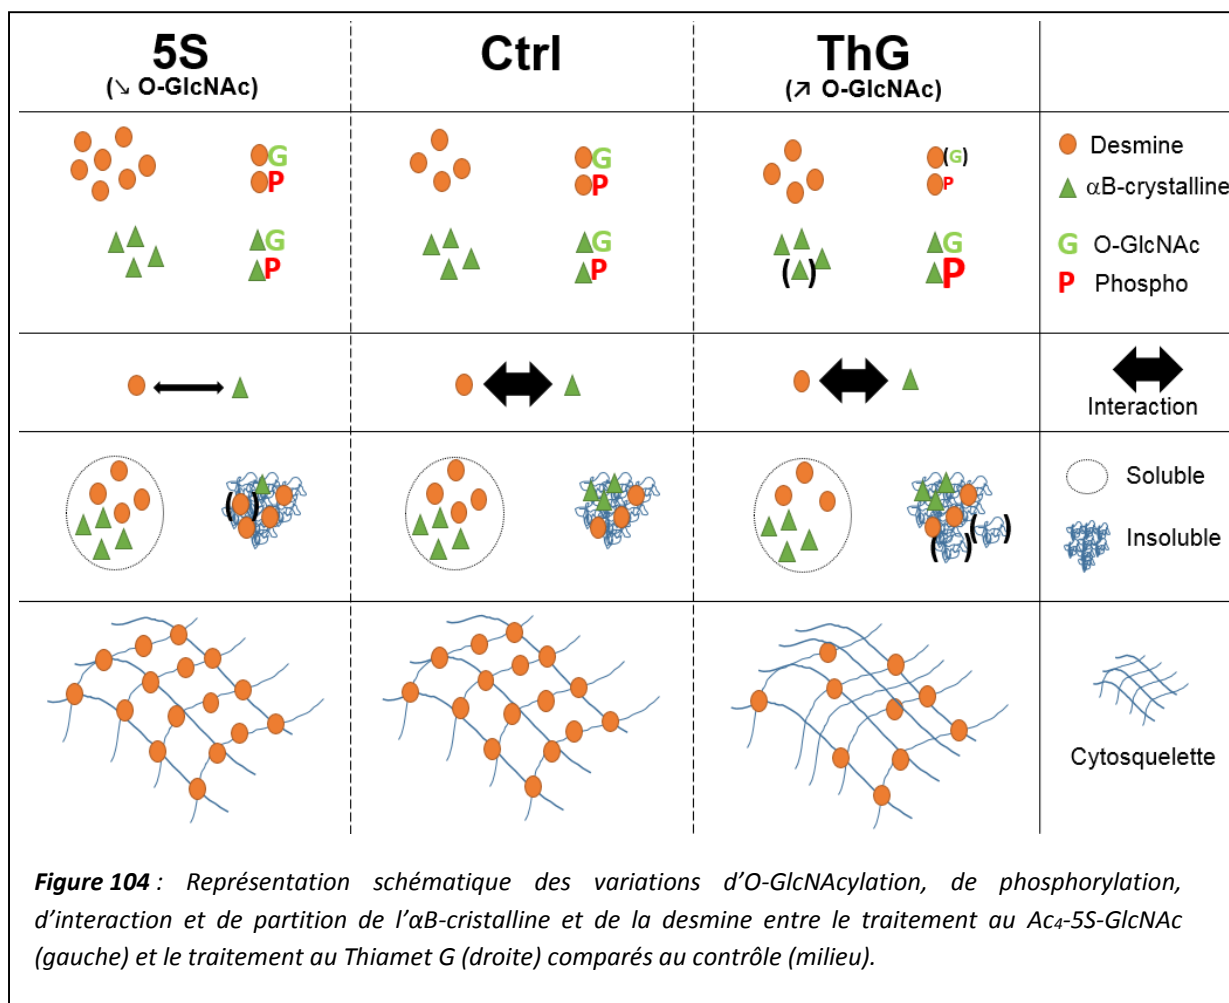 5S
(↘ O-GlcNAc)
Ctrl
ThG
(↗ O-GlcNAc)
G
P
G
P
G
P
G
P
(G)
P
G
P
( )
Desmine
αB-crystalline
G O-GlcNAc
P Phospho
Interaction
( )
( )
( )
Soluble
Insoluble
Cytosquelette
Figure 104 : Représentation schématique des variations d'O-GlcNAcylation, de phosphorylation,
d'interaction et de partition de l'αB-cristalline et de la desmine entre le traitement au Ac₄-5S-GlcNAc
(gauche) et le traitement au Thiamet G (droite) comparés au contrôle (milieu).